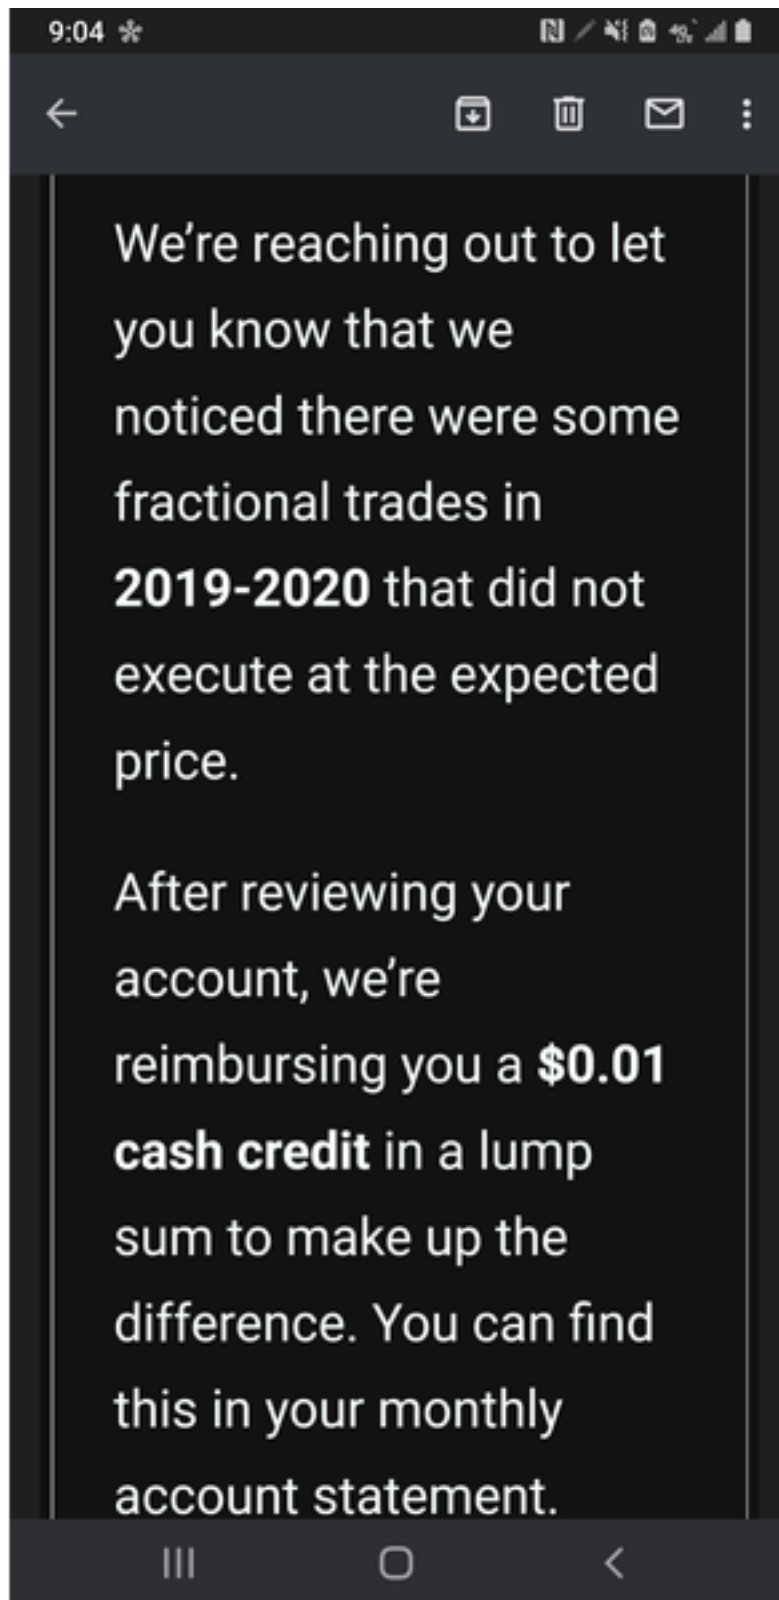 9:04
We’re reaching out to let
you know that we
noticed there were some
fractional trades in
2019-2020 that did not
execute at the expected
price.
After reviewing your
account, we’re
reimbursing you a $0.01
cash credit in a lump
sum to make up the
difference. You can find
this in your monthly
account statement.